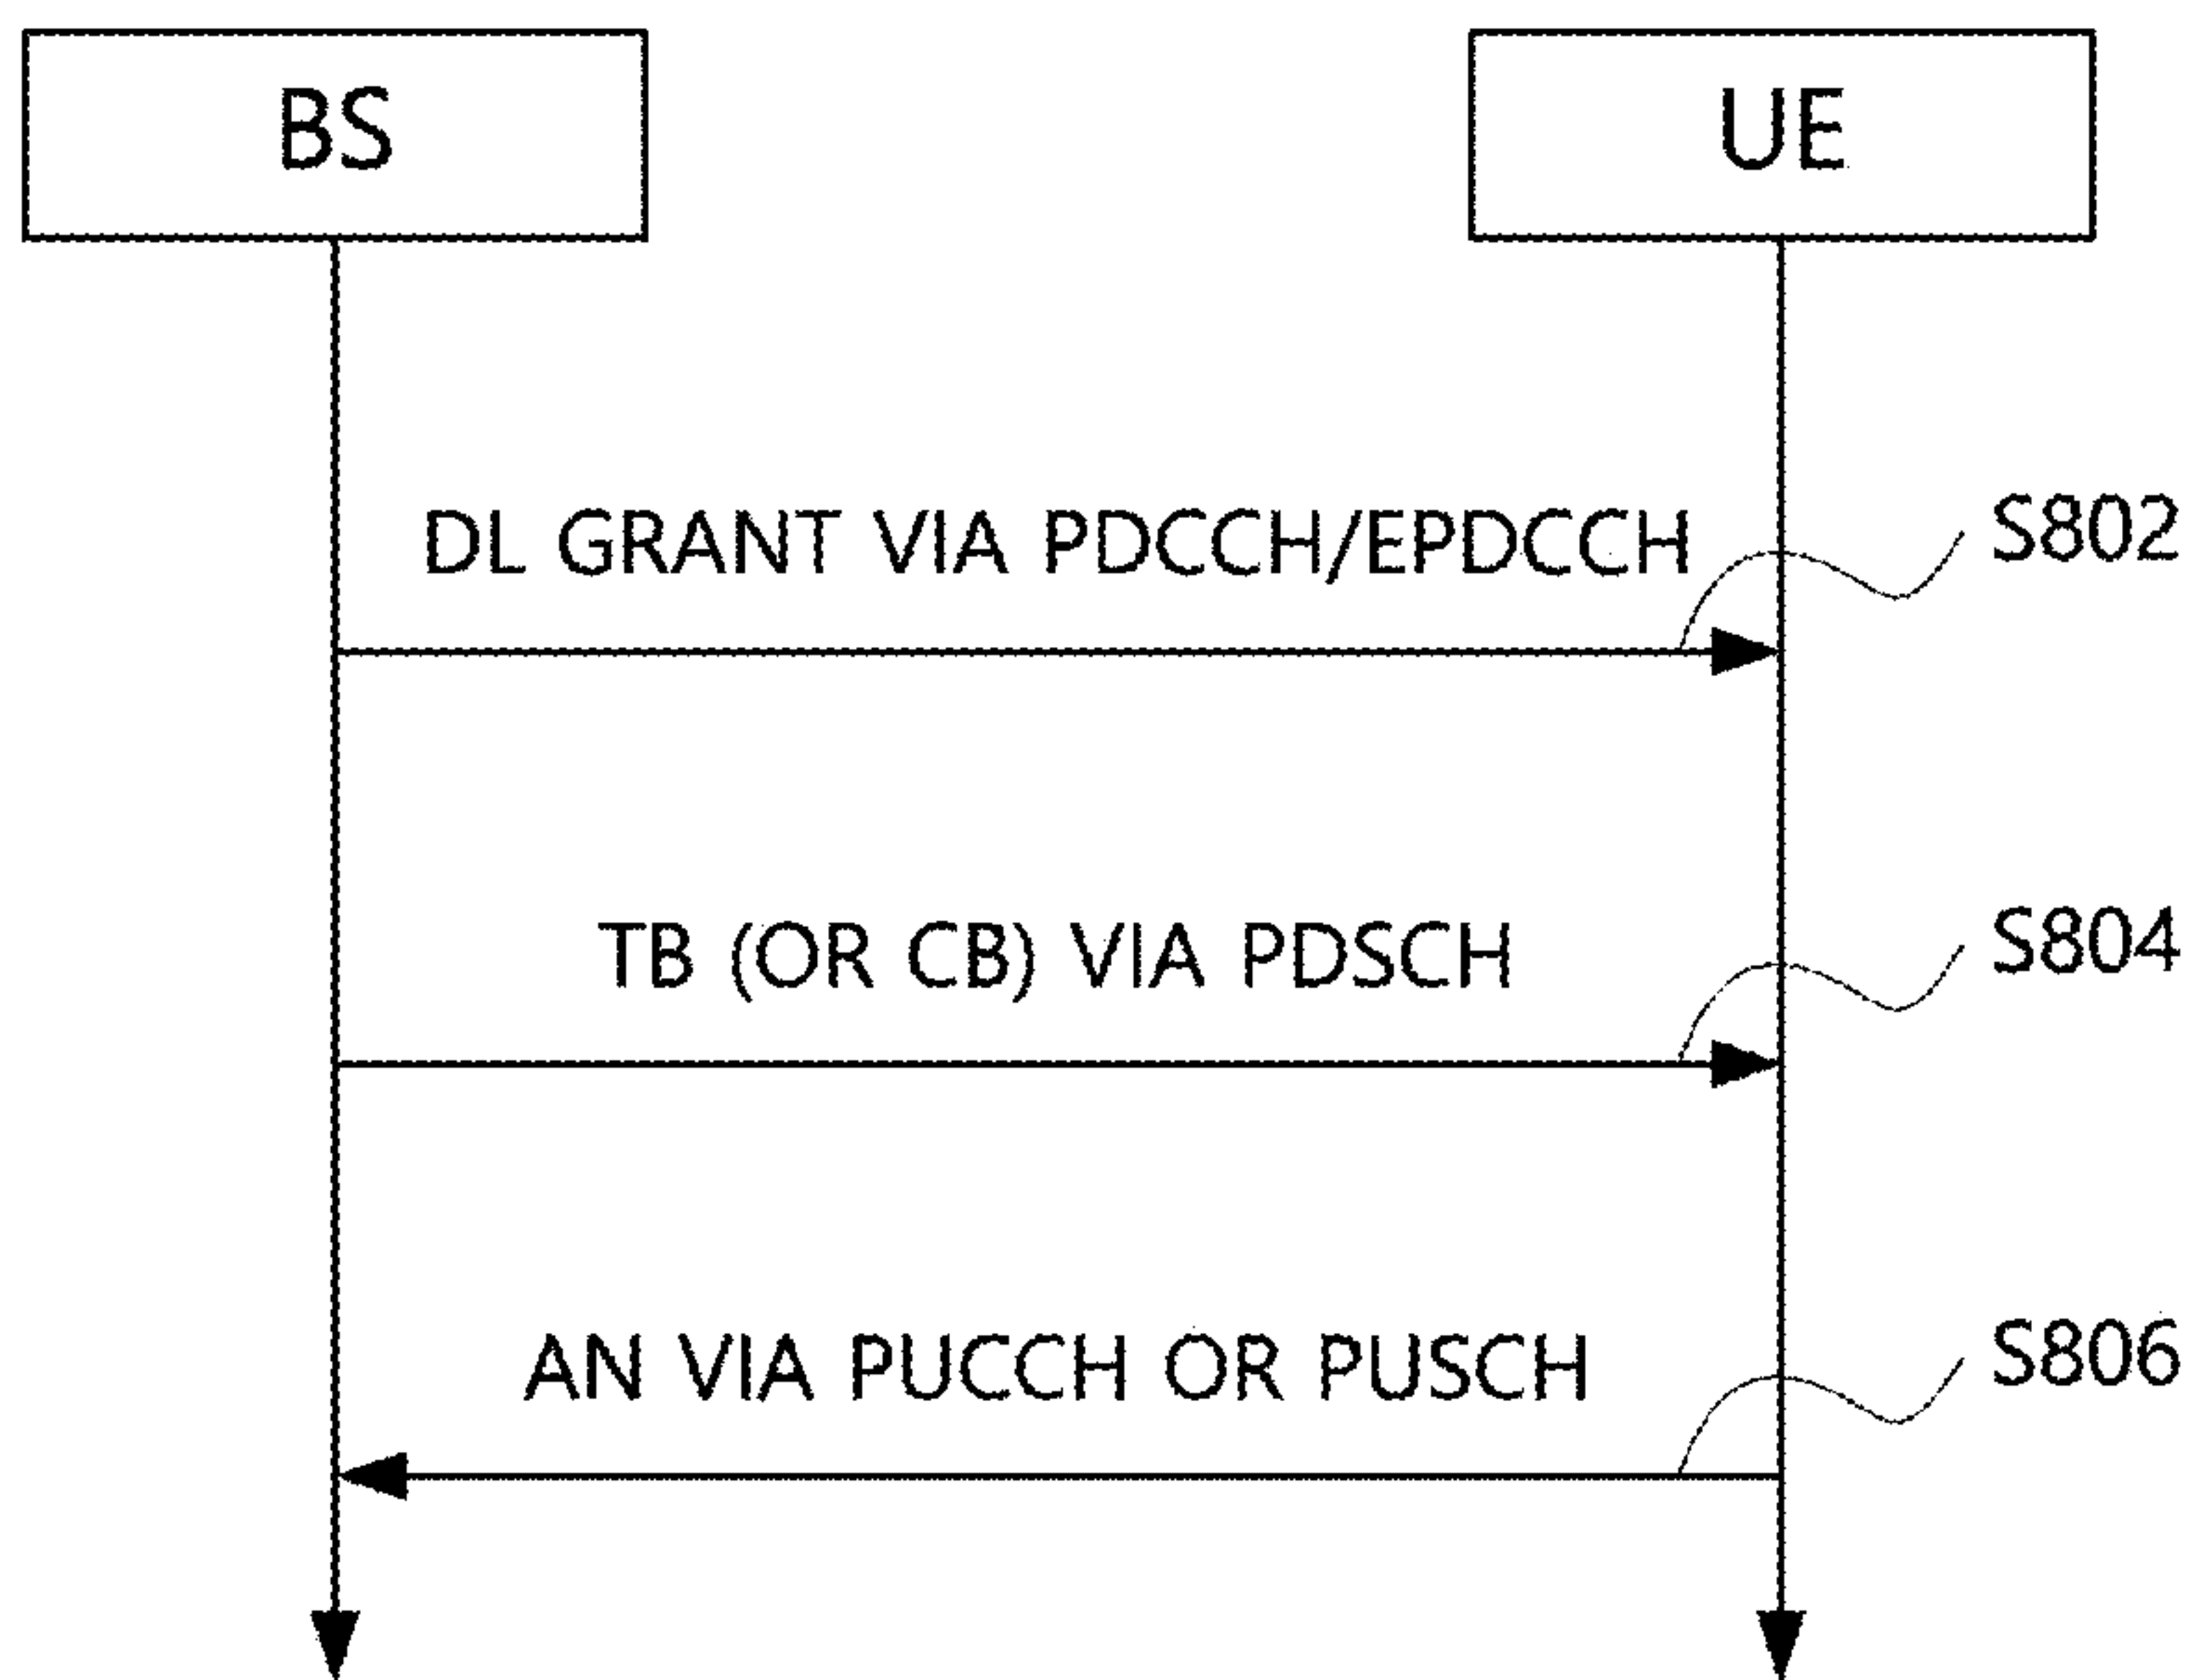 BS
UE
DL GRANT VIA PDCCH/EPDCCH
S802
TB (OR CB) VIA PDSCH
S804
AN VIA PUCCH OR PUSCH
S806